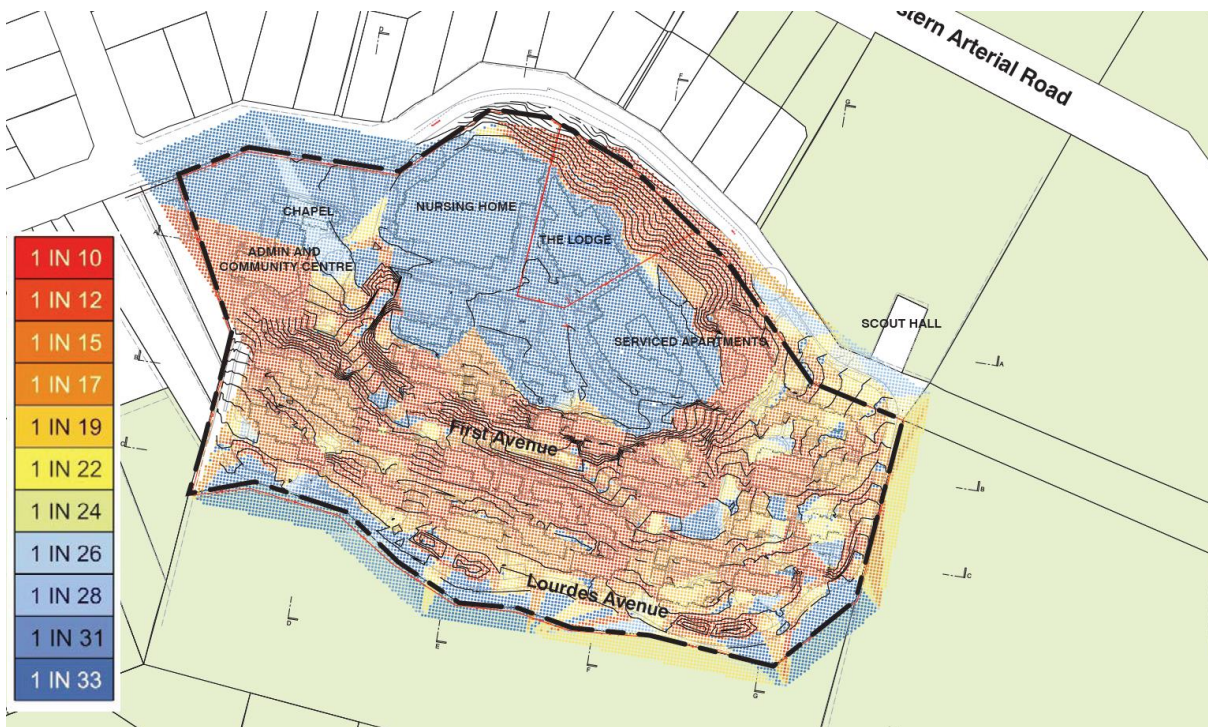 stern Arterial Road
D
E
F
G
CHAPEL
NURSING HOME
THE LODGE
ADMIN AND
COMMUNITY CENTRE
SERVICED APARTMENTS
SCOUT HALL
A
B
A
B
C
First Avenue
Lourdes Avenue
D
E
F
G
1 IN 10
1 IN 12
1 IN 15
1 IN 17
1 IN 19
1 IN 22
1 IN 24
1 IN 26
1 IN 28
1 IN 31
1 IN 33